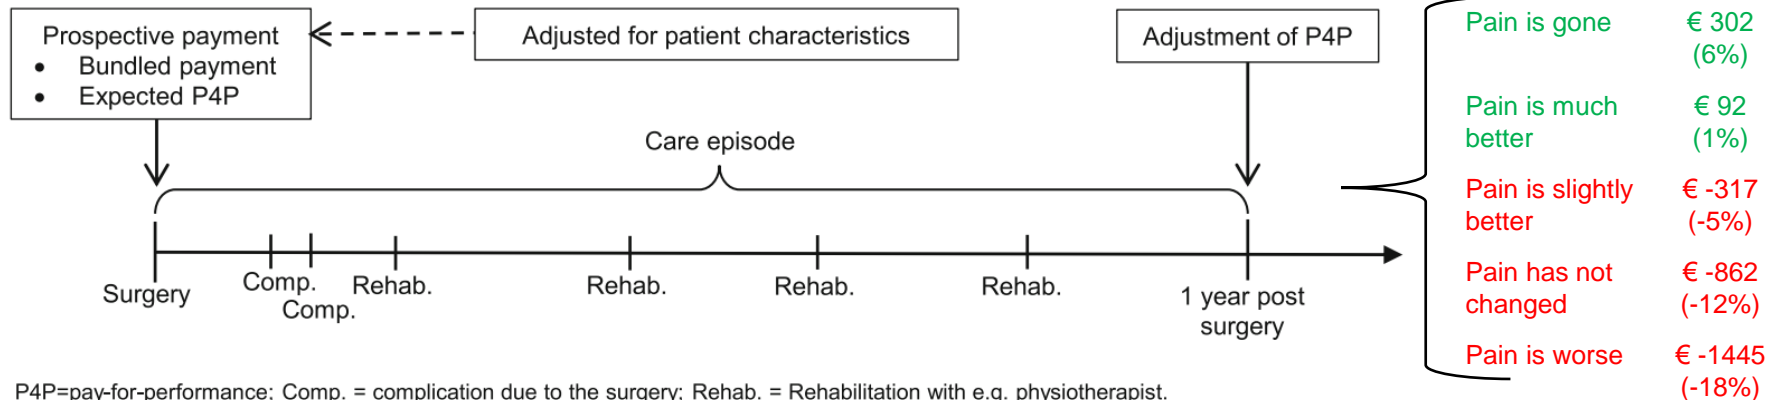 Prospective payment
• Bundled payment
• Expected P4P
Adjusted for patient characteristics
Adjustment of P4P
Care episode
Surgery
Comp.
Comp.
Rehab.
Rehab.
Rehab.
Rehab.
1 year post
surgery
Pain is gone € 302
(6%)
Pain is much € 92
better (1%)
Pain is slightly € -317
better (-5%)
Pain has not € -862
changed (-12%)
Pain is worse € -1445
(-18%)
P4P=pay-for-performance; Comp. = complication due to the surgery; Rehab. = Rehabilitation with e.g. physiotherapist.